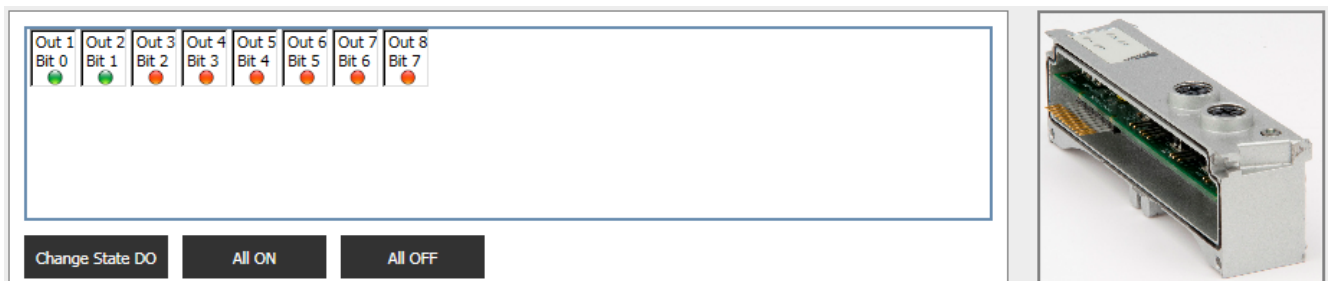 Out 1 Out 2 Out 3 Out 4 Out 5 Out 6 Out 7 Out 8
Bit 0 Bit 1 Bit 2 Bit 3 Bit 4 Bit 5 Bit 6 Bit 7
Change State DO All ON All OFF